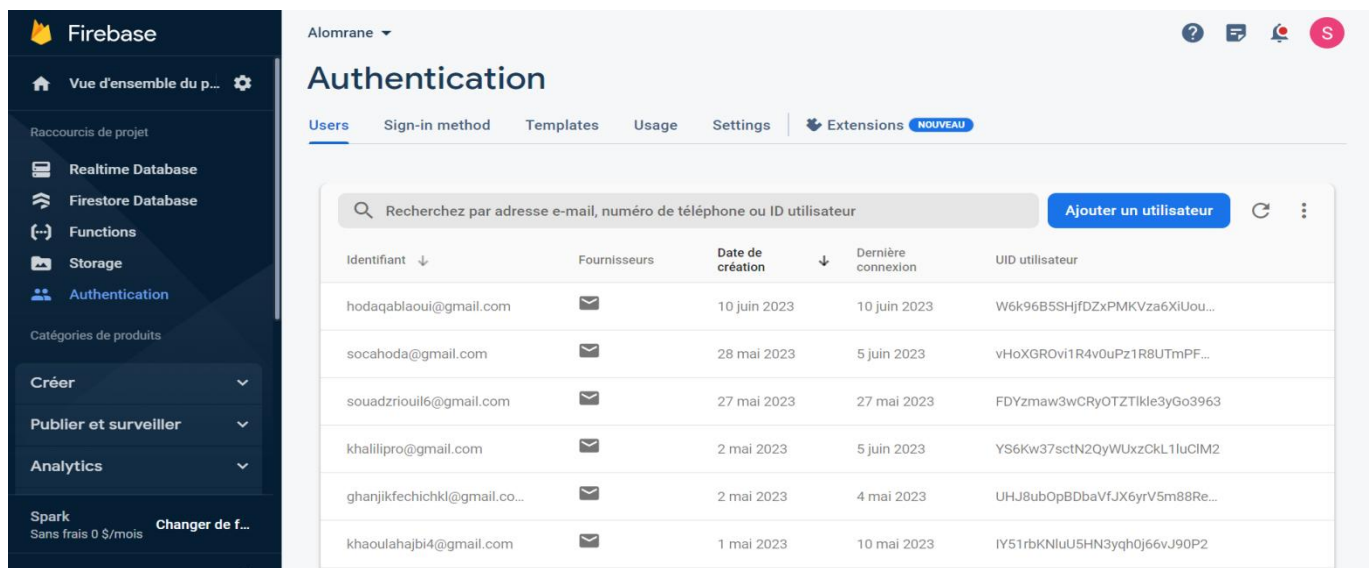 Firebase
Alomrane
S
Vue d'ensemble du p...
Authentication
Raccourcis de projet
Users Sign-in method Templates Usage Settings Extensions NOUVEAU
Realtime Database
Firestore Database
Functions
Storage
Authentication
Catégories de produits
Créer
Publier et surveiller
Analytics
Spark
Sans frais 0 $/mois
Changer de f...
Recherchez par adresse e-mail, numéro de téléphone ou ID utilisateur
Ajouter un utilisateur
Identifiant Fournisseurs Date de création Dernière connexion UID utilisateur
hodaqablaoui@gmail.com 10 juin 2023 10 juin 2023 W6k96B5SHjfDZxPMKVza6XiUou...
socahoda@gmail.com 28 mai 2023 5 juin 2023 vHoXGROvi1R4v0uPz1R8UTmPF...
souadzriouil6@gmail.com 27 mai 2023 27 mai 2023 FDYzmaw3wCRyOTZTlkle3yGo3963
khalilipro@gmail.com 2 mai 2023 5 juin 2023 YS6Kw37sctN2QyWUxzCkL1luClM2
ghanjikfechichkl@gmail.co... 2 mai 2023 4 mai 2023 UHJ8ubOpBDbaVfJX6yrV5m88Re...
khaoulahajbi4@gmail.com 1 mai 2023 10 mai 2023 IY51rbKNluU5HN3yqh0j66vJ90P2